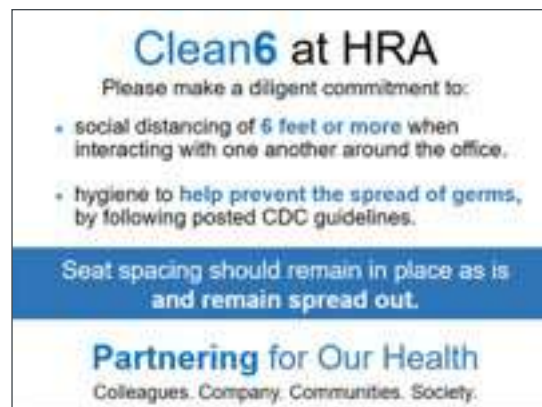 Clean6 at HRA
Please make a diligent commitment to:
• social distancing of 6 feet or more when
interacting with one another around the office.
• hygiene to help prevent the spread of germs,
by following posted CDC guidelines.
Seat spacing should remain in place as is
and remain spread out.
Partnering for Our Health
Colleagues. Company. Communities. Society.